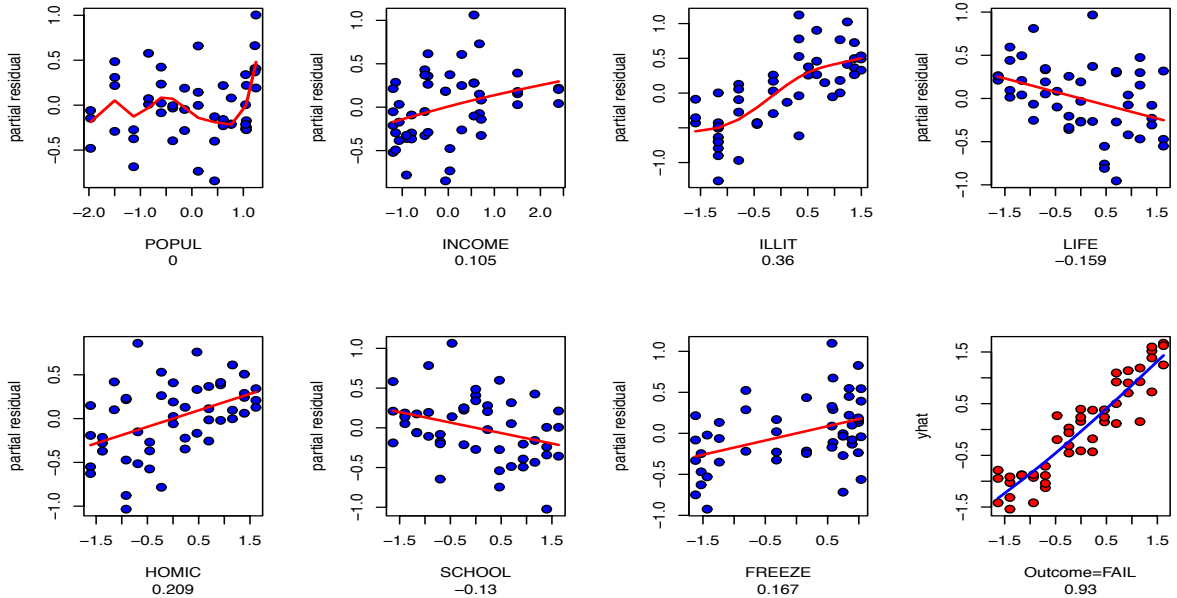 partial residual
−0.5 0.0 0.5 1.0
−2.0 −1.0 0.0 1.0
POPUL
0
partial residual
−0.5 0.0 0.5 1.0
−1.0 0.0 1.0 2.0
INCOME
0.105
partial residual
−1.0 0.0 0.5 1.0
−1.5 −0.5 0.5 1.5
ILLIT
0.36
partial residual
−1.0 −0.5 0.0 0.5 1.0
−1.5 −0.5 0.5 1.5
LIFE
−0.159
partial residual
−1.0 −0.5 0.0 0.5
−1.5 −0.5 0.5 1.5
HOMIC
0.209
partial residual
−1.0 −0.5 0.0 0.5 1.0
−1.5 −0.5 0.5 1.5
SCHOOL
−0.13
partial residual
−1.0 −0.5 0.0 0.5 1.0
−1.5 −0.5 0.5
FREEZE
0.167
yhat
−1.5 −0.5 0.5 1.5
−1.5 −0.5 0.5 1.5
Outcome=FAIL
0.93